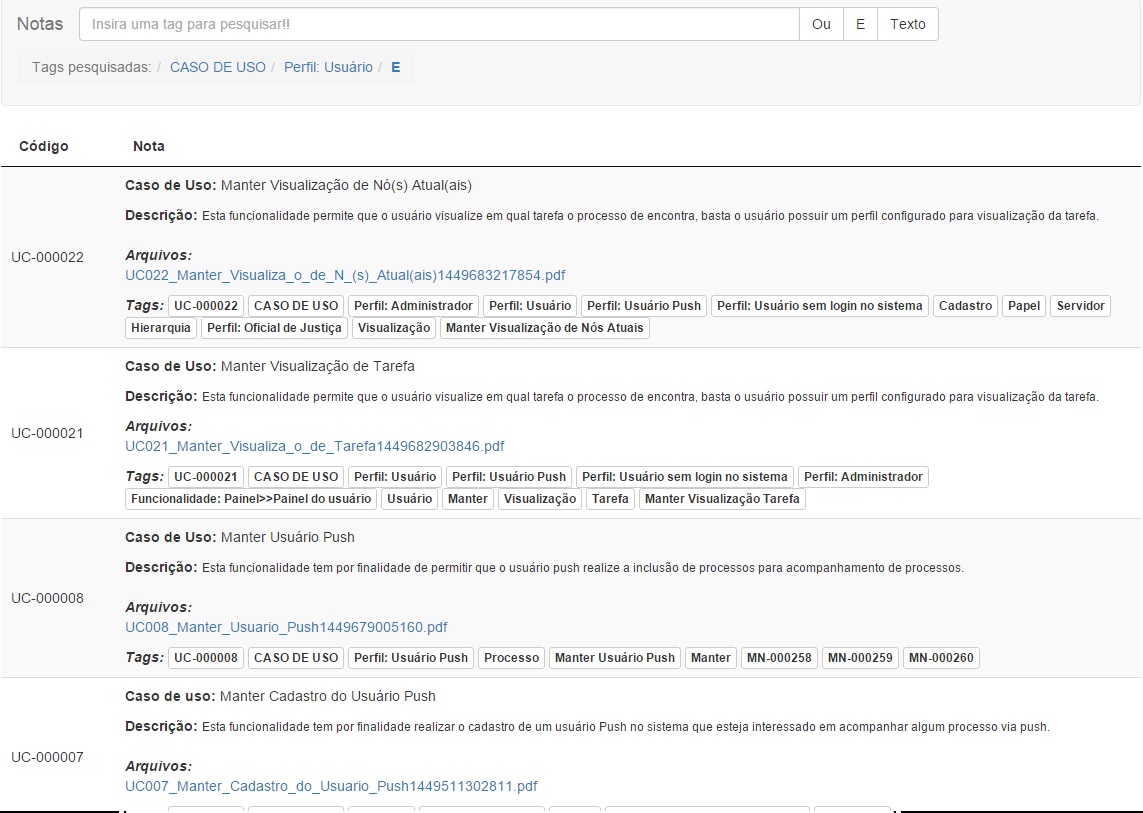 Notas Insira uma tag para pesquisar!! Ou E Texto
Tags pesquisadas: / CASO DE USO / Perfil: Usuário / E
Código Nota
Caso de Uso: Manter Visualização de Nó(s) Atual(ais)
Descrição: Esta funcionalidade permite que o usuário visualize em qual tarefa o processo de encontra, basta o usuário possuir um perfil configurado para visualização da tarefa.
UC-000022
Arquivos:
UC022_Manter_Visualiza_o_de_N_(s)_Atual(ais)1449683217854.pdf
Tags: UC-000022 CASO DE USO Perfil: Administrador Perfil: Usuário Perfil: Usuário Push Perfil: Usuário sem login no sistema Cadastro Papel Servidor
Hierarquia Perfil: Oficial de Justiça Visualização Manter Visualização de Nós Atuais
Caso de Uso: Manter Visualização de Tarefa
Descrição: Esta funcionalidade permite que o usuário visualize em qual tarefa o processo de encontra, basta o usuário possuir um perfil configurado para visualização da tarefa.
Arquivos:
UC-000021
UC021_Manter_Visualiza_o_de_Tarefa1449682903846.pdf
Tags: UC-000021 CASO DE USO Perfil: Usuário Perfil: Usuário Push Perfil: Usuário sem login no sistema Perfil: Administrador
Funcionalidade: Painel>>Painel do usuário Usuário Manter Visualização Tarefa Manter Visualização Tarefa
Caso de Uso: Manter Usuário Push
Descrição: Esta funcionalidade tem por finalidade de permitir que o usuário push realize a inclusão de processos para acompanhamento de processos.
UC-000008
Arquivos:
UC008_Manter_Usuario_Push1449679005160.pdf
Tags: UC-000008 CASO DE USO Perfil: Usuário Push Processo Manter Usuário Push Manter MN-000258 MN-000259 MN-000260
Caso de uso: Manter Cadastro do Usuário Push
Descrição: Esta funcionalidade tem por finalidade realizar o cadastro de um usuário Push no sistema que esteja interessado em acompanhar algum processo via push.
UC-000007
Arquivos:
UC007_Manter_Cadastro_do_Usuario_Push1449511302811.pdf